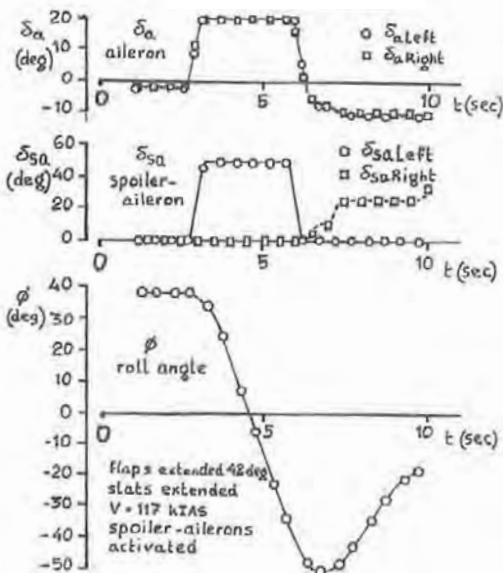 δa (deg)
20
10
0
-10
δa
aileron
δaLeft
δaRight
0
5
10
t(sec)
δSA (deg)
60
40
20
0
δSA
spoiler-
aileron
δSaLeft
δSaRight
0
5
10
t(sec)
ϕ (deg)
40
30
20
10
0
-10
-20
-30
-40
-50
ϕ
roll angle
0
5
10
t(sec)
Flaps extended 42deg
slats extended
V = 117 kIAS
spoiler-ailerons
activated